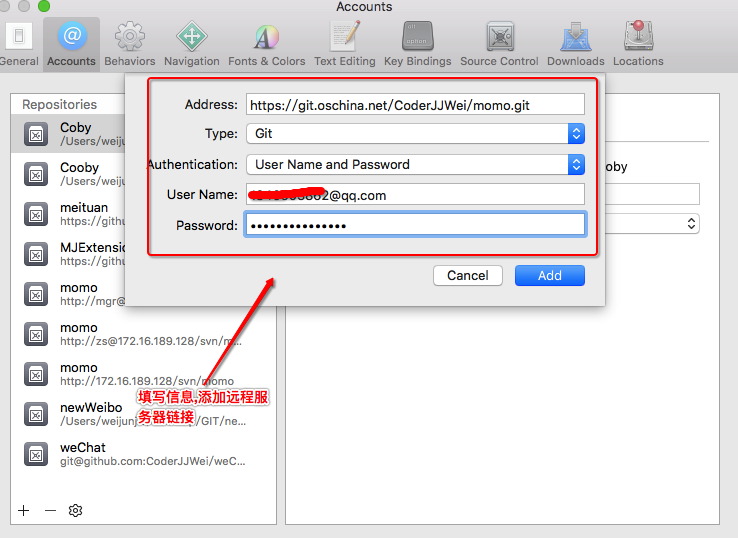 Accounts
General
Accounts
Behaviors
Navigation
Fonts & Colors
Text Editing
Key Bindings
Source Control
Downloads
Locations
alt
option
Repositories
Coby
/Users/weiju
Cooby
/Users/weiju
meituan
https://githu
MJExtensio
https://githu
momo
http://mgr@
momo
http://zs@172.16.189.128/svn/m...
momo
http://172.16.189.128/svn/momo
newWeibo
/Users/weijunj
/GIT/ne...
weChat
git@github.com:CoderJJWei/weC...
Address:
https://git.oschina.net/CoderJJWei/momo.git
Type:
Git
Authentication:
User Name and Password
User Name:
2@qq.com
Password:
•••••••••••••••
Cancel
Add
oby
填写信息,添加远程服
务器链接